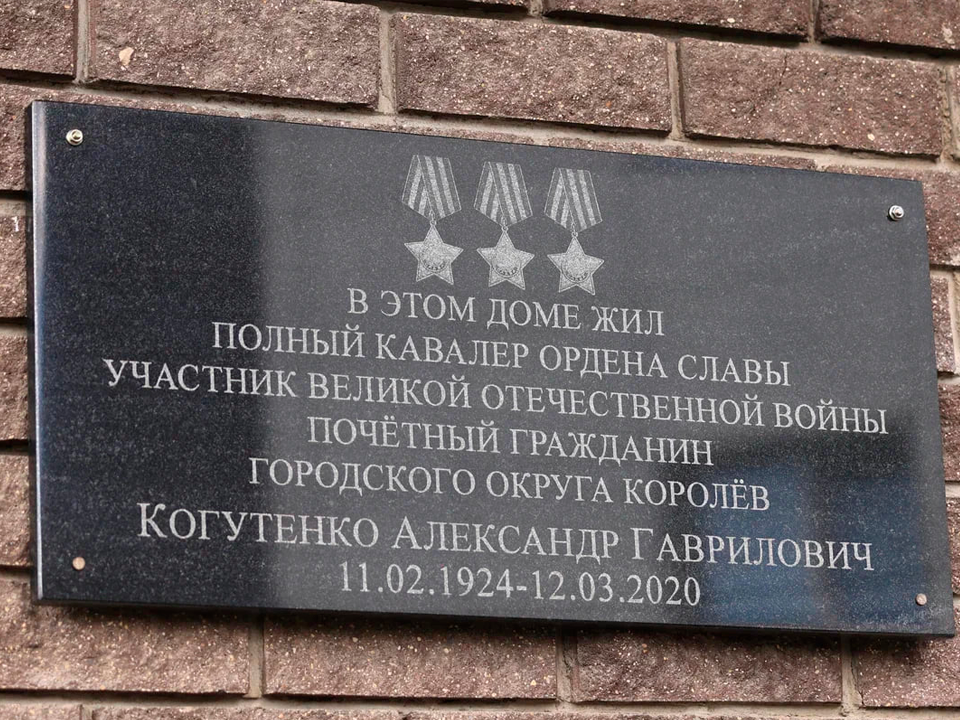 В ЭТОМ ДОМЕ ЖИЛ
ПОЛНЫЙ КАВАЛЕР ОРДЕНА СЛАВЫ
УЧАСТНИК ВЕЛИКОЙ ОТЕЧЕСТВЕННОЙ ВОЙНЫ
ПОЧЁТНЫЙ ГРАЖДАНИН
ГОРОДСКОГО ОКРУГА КОРОЛЁВ
КОГУТЕНКО АЛЕКСАНДР ГАВРИЛОВИЧ
11.02.1924-12.03.2020